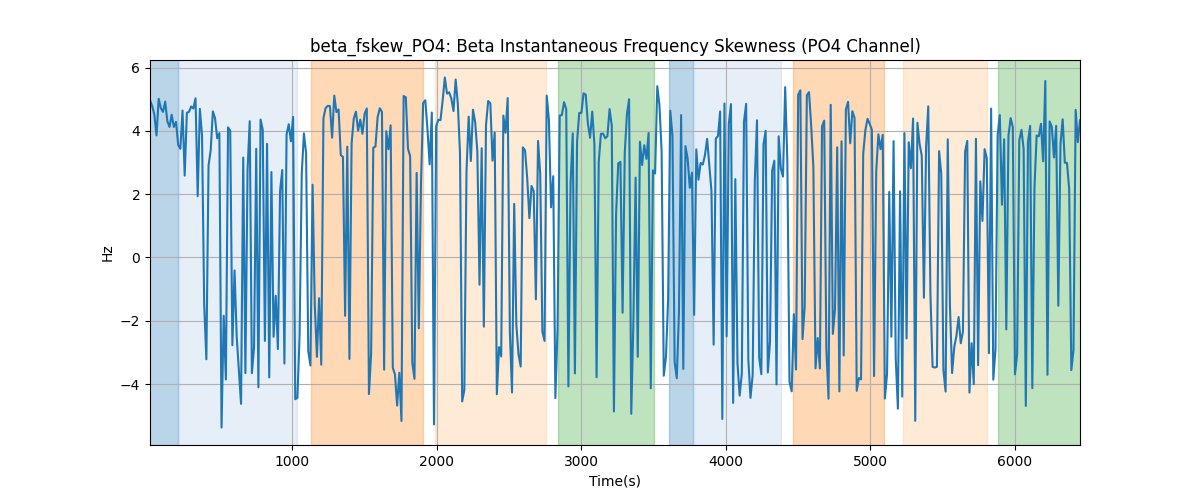 beta_fskew_PO4: Beta Instantaneous Frequency Skewness (PO4 Channel)
6
4
2
0
−2
−4
Hz
1000 2000 3000 4000 5000 6000
Time(s)